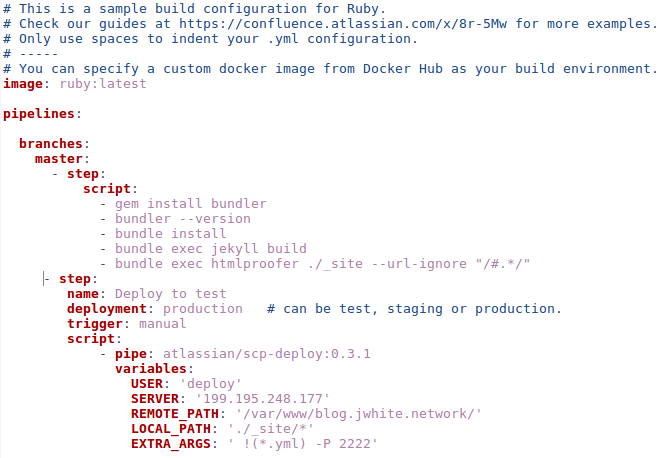 # This is a sample build configuration for Ruby.
# Check our guides at https://confluence.atlassian.com/x/8r-5Mw for more examples.
# Only use spaces to indent your .yml configuration.
# -----
# You can specify a custom docker image from Docker Hub as your build environment.
image: ruby:latest

pipelines:

  branches:
    master:
      - step:
          script:
            - gem install bundler
            - bundler --version
            - bundle install
            - bundle exec jekyll build
            - bundle exec htmlproofer ./_site --url-ignore "/#.*/"
     - step:
        name: Deploy to test
        deployment: production   # can be test, staging or production.
        trigger: manual
        script:
            - pipe: atlassian/scp-deploy:0.3.1
              variables:
                USER: 'deploy'
                SERVER: '199.195.248.177'
                REMOTE_PATH: '/var/www/blog.jwhite.network/'
                LOCAL_PATH: './_site/*'
                EXTRA_ARGS: ' !(*.yml) -P 2222'